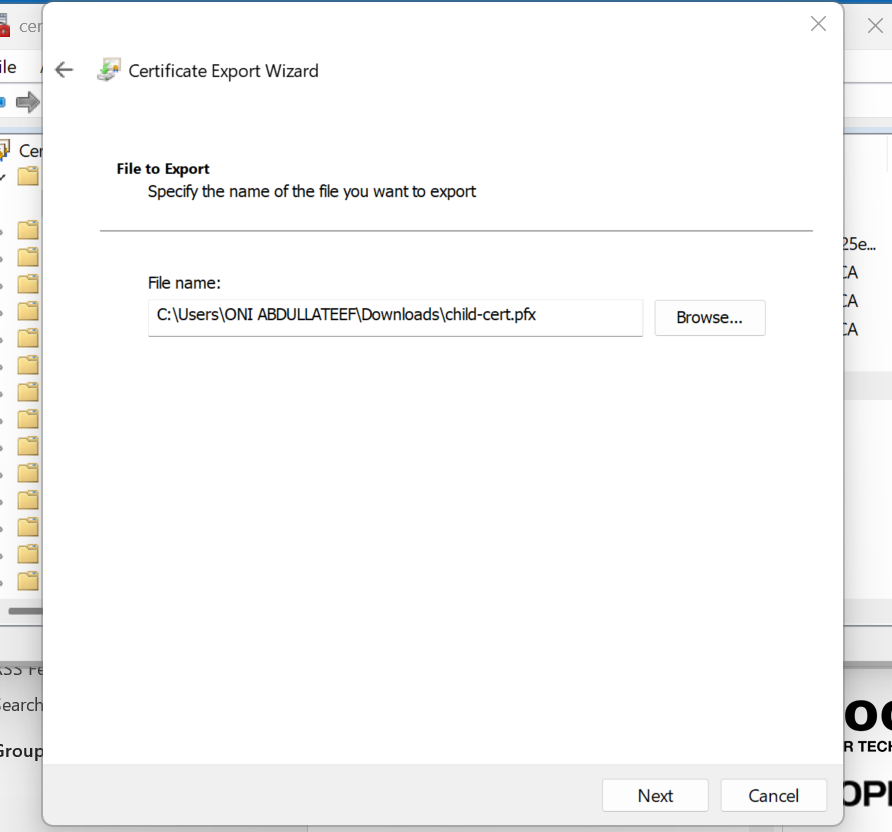 cer
ile
Certificate Export Wizard
Cer
File to Export
Specify the name of the file you want to export
25e...
CA
CA
CA
File name:
C:\Users\ONI ABDULLATEEF\Downloads\child-cert.pfx
Browse...
RSS Fe
Search
Group
R TECH
OPE
Next
Cancel